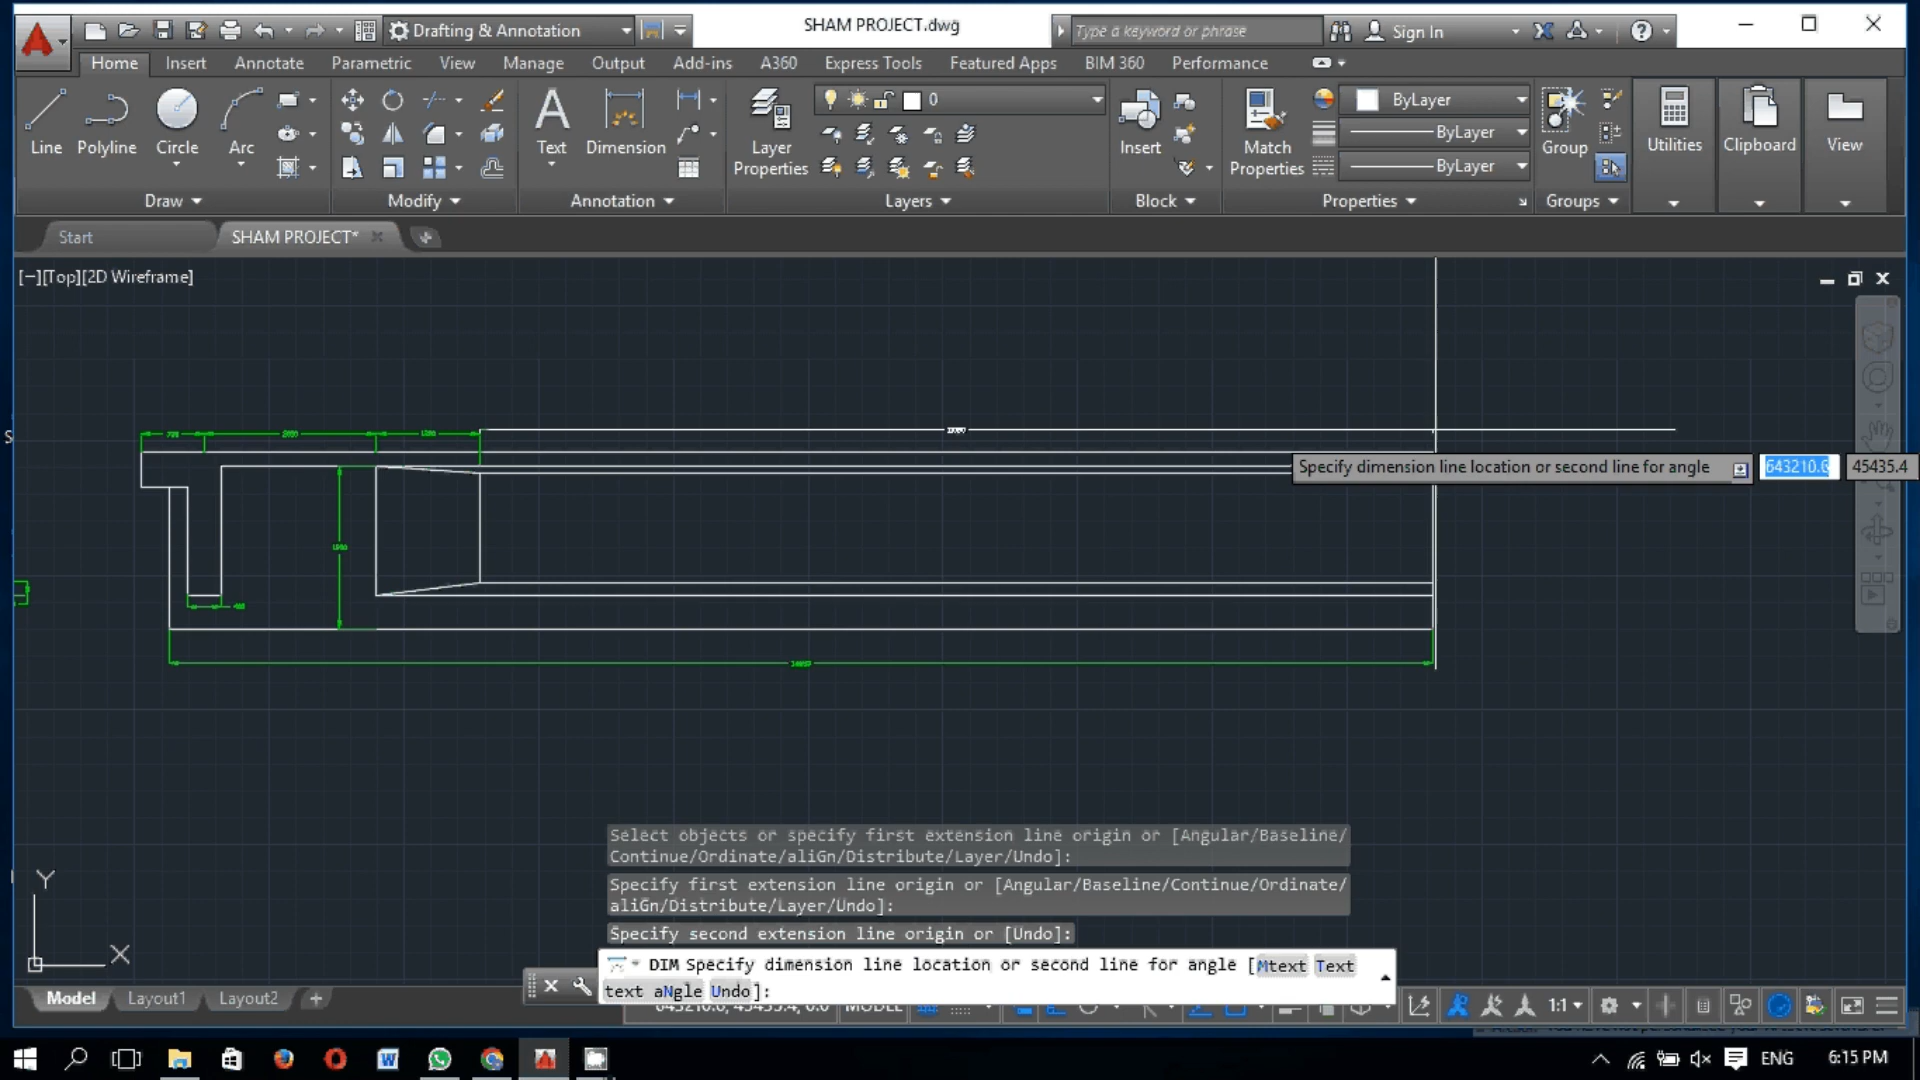 Drafting & Annotation
SHAM PROJECT.dwg
Type a keyword or phrase
Sign In
Home Insert Annotate Parametric View Manage Output Add-ins A360 Express Tools Featured Apps BIM 360 Performance
0
ByLayer
ByLayer
ByLayer
Line Polyline Circle Arc Text Dimension Layer Properties Insert Match Properties Group Utilities Clipboard View
Draw Modify Annotation Layers Block Properties Groups
Start SHAM PROJECT*
[−][Top][2D Wireframe]
Specify dimension line location or second line for angle 45435.4
Select objects or specify first extension line origin or [Angular/Baseline/
Continue/Ordinate/aliGn/Distribute/Layer/Undo]:
Specify first extension line origin or [Angular/Baseline/Continue/Ordinate/
aliGn/Distribute/Layer/Undo]:
Specify second extension line origin or [Undo]:
DIM Specify dimension line location or second line for angle [Mtext Text
text aNgle Undo]:
Y
X
Model Layout1 Layout2
MODEL
1:1
ENG 6:15 PM